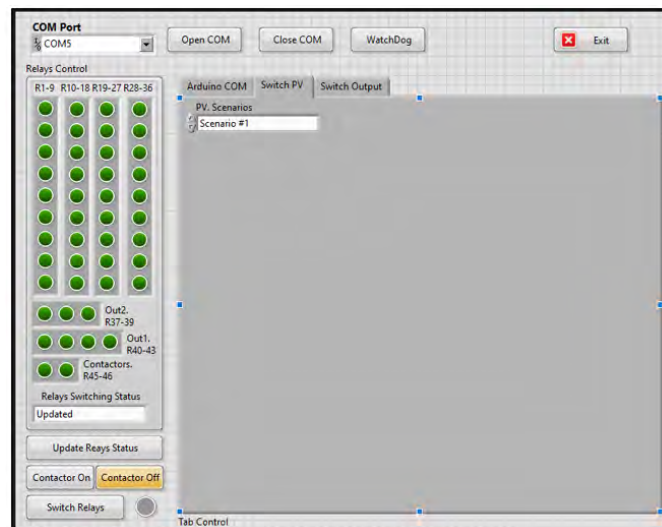 COM Port
COM5
Open COM
Close COM
WatchDog
Exit
Relays Control
R1-9 R10-18 R19-27 R28-36
Arduino COM
Switch PV
Switch Output
PV. Scenarios
Scenario #1
Out2.
R37-39
Out1.
R40-43
Contactors.
R45-46
Relays Switching Status
Updated
Update Reays Status
Contactor On
Contactor Off
Switch Relays
Tab Control